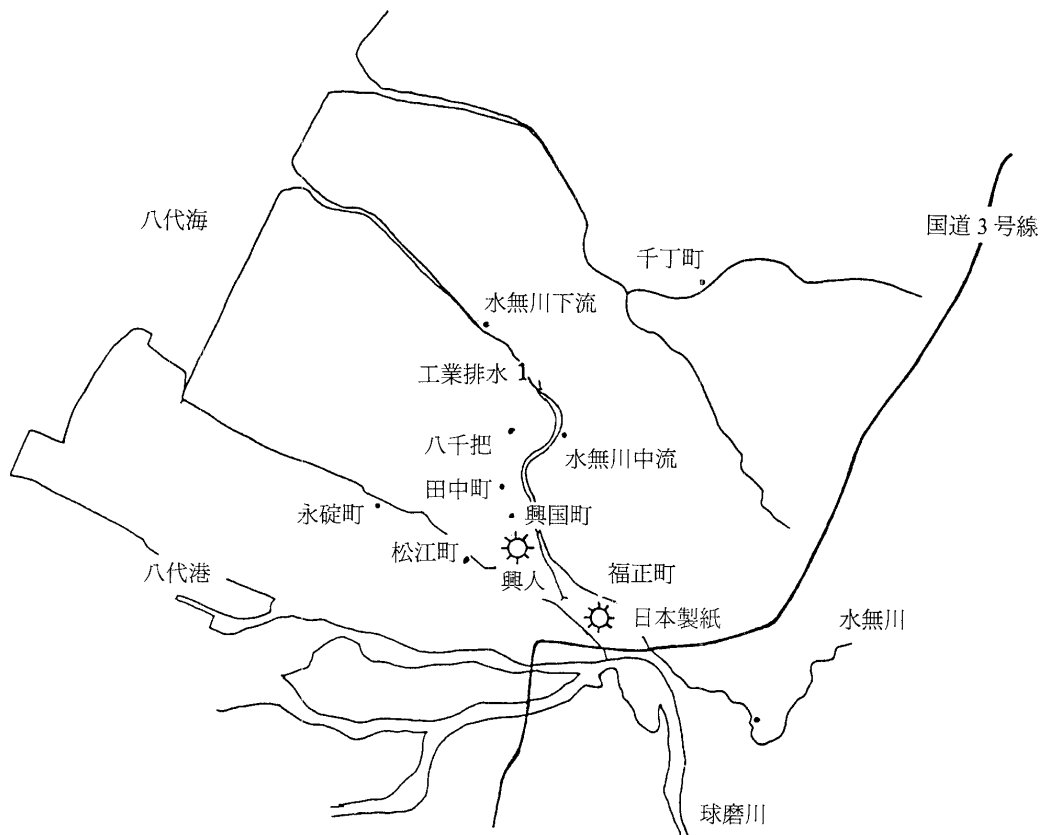 八代海
国道3号線
千丁町
水無川下流
工業排水 1
八千把
水無川中流
田中町
永碇町
興国町
松江町
八代港
興人
福正町
日本製紙
水無川
球磨川